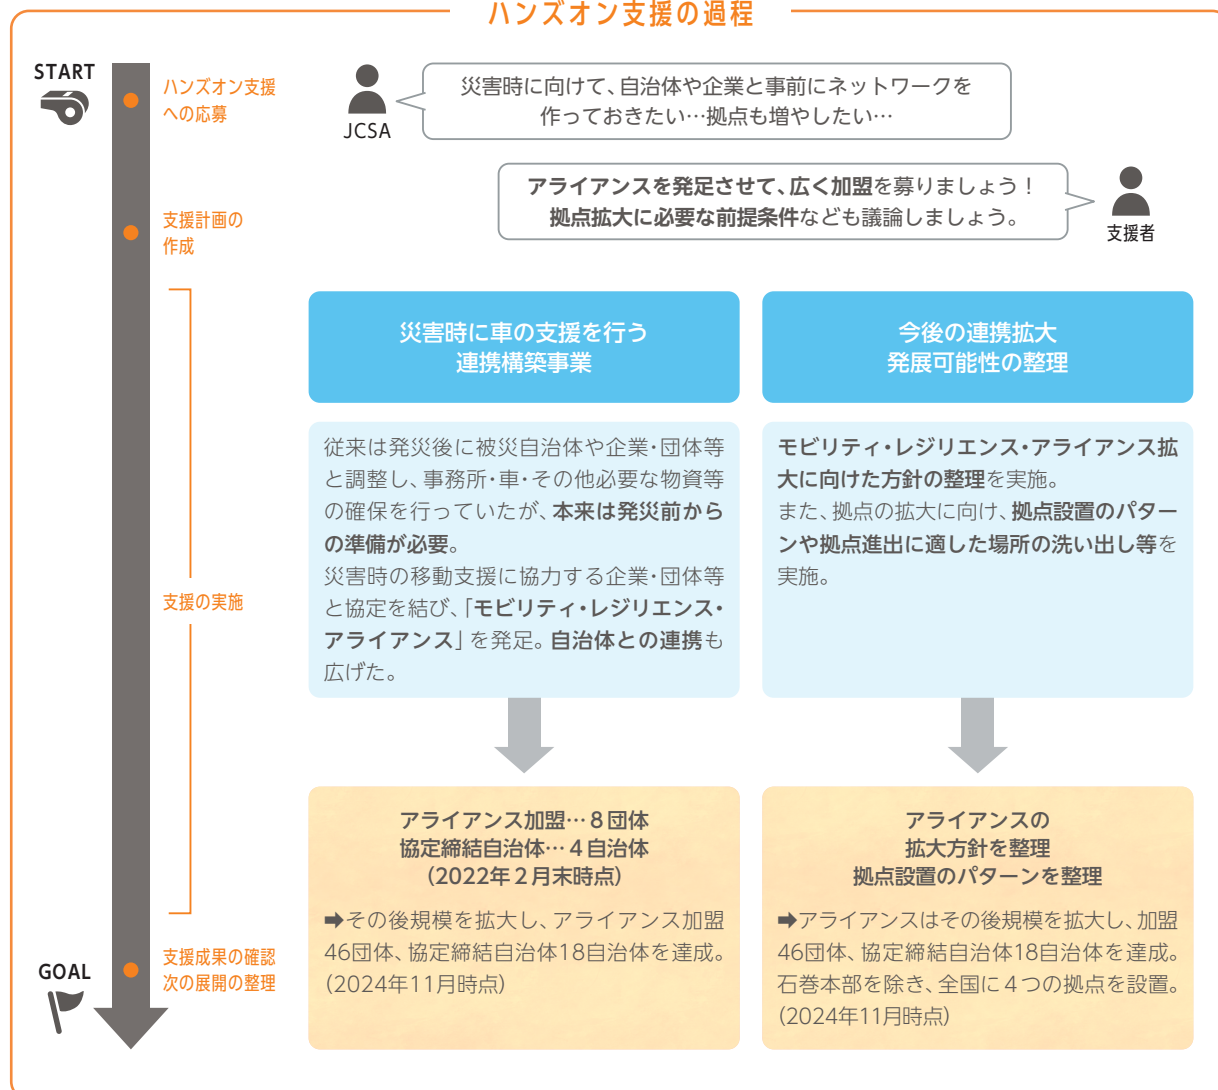 ハンズオン支援の過程
START
ハンズオン支援
への応募
JCSA
災害時に向けて、自治体や企業と事前にネットワークを
作っておきたい…拠点も増やしたい…
アライアンスを発足させて、広く加盟を募りましょう！
拠点拡大に必要な前提条件なども議論しましょう。
支援者
支援計画の
作成
支援の実施
災害時に車の支援を行う
連携構築事業
従来は発災後に被災自治体や企業・団体等
と調整し、事務所・車・その他必要な物資等
の確保を行っていたが、本来は発災前から
の準備が必要。
災害時の移動支援に協力する企業・団体等
と協定を結び、「モビリティ・レジリエンス・
アライアンス」を発足。自治体との連携も
広げた。
アライアンス加盟…８団体
協定締結自治体…４自治体
（2022年２月末時点）
➡その後規模を拡大し、アライアンス加盟
46団体、協定締結自治体18自治体を達成。
（2024年11月時点）
今後の連携拡大
発展可能性の整理
モビリティ・レジリエンス・アライアンス拡
大に向けた方針の整理を実施。
また、拠点の拡大に向け、拠点設置のパター
ンや拠点進出に適した場所の洗い出し等を
実施。
アライアンスの
拡大方針を整理
拠点設置のパターンを整理
➡アライアンスはその後規模を拡大し、加盟
46団体、協定締結自治体18自治体を達成。
石巻本部を除き、全国に４つの拠点を設置。
（2024年11月時点）
GOAL
支援成果の確認
次の展開の整理